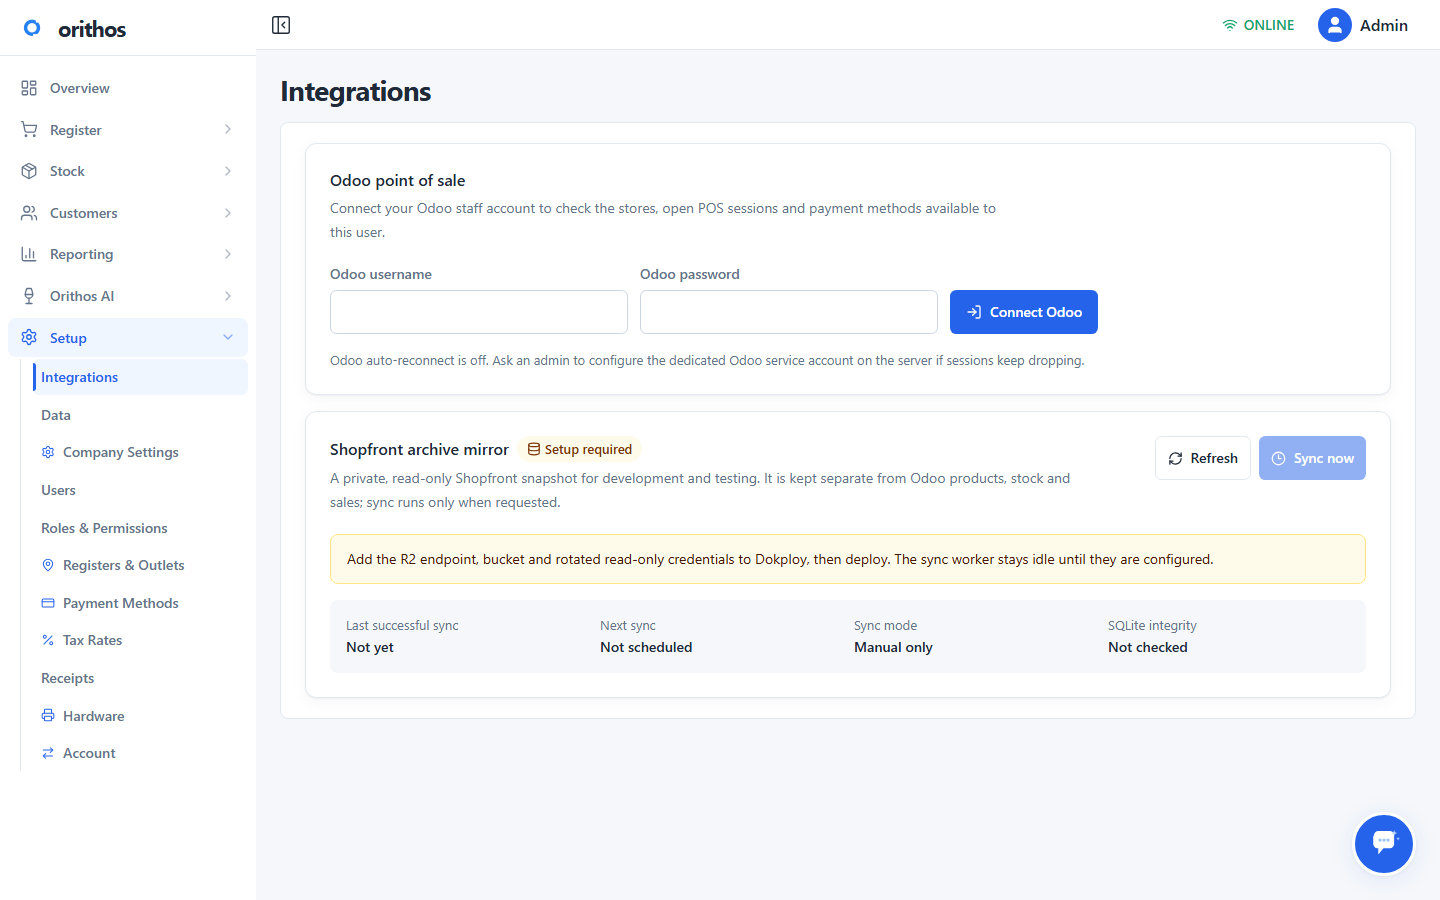 orithos
ONLINE
Admin
Overview
Register
Stock
Customers
Reporting
Orithos AI
Setup
Integrations
Data
Company Settings
Users
Roles & Permissions
Registers & Outlets
Payment Methods
Tax Rates
Receipts
Hardware
Account
Integrations
Odoo point of sale
Connect your Odoo staff account to check the stores, open POS sessions and payment methods available to
this user.
Odoo username
Odoo password
Connect Odoo
Odoo auto-reconnect is off. Ask an admin to configure the dedicated Odoo service account on the server if sessions keep dropping.
Shopfront archive mirror
Setup required
Refresh
Sync now
A private, read-only Shopfront snapshot for development and testing. It is kept separate from Odoo products, stock and
sales; sync runs only when requested.
Add the R2 endpoint, bucket and rotated read-only credentials to Dokploy, then deploy. The sync worker stays idle until they are configured.
Last successful sync
Not yet
Next sync
Not scheduled
Sync mode
Manual only
SQLite integrity
Not checked